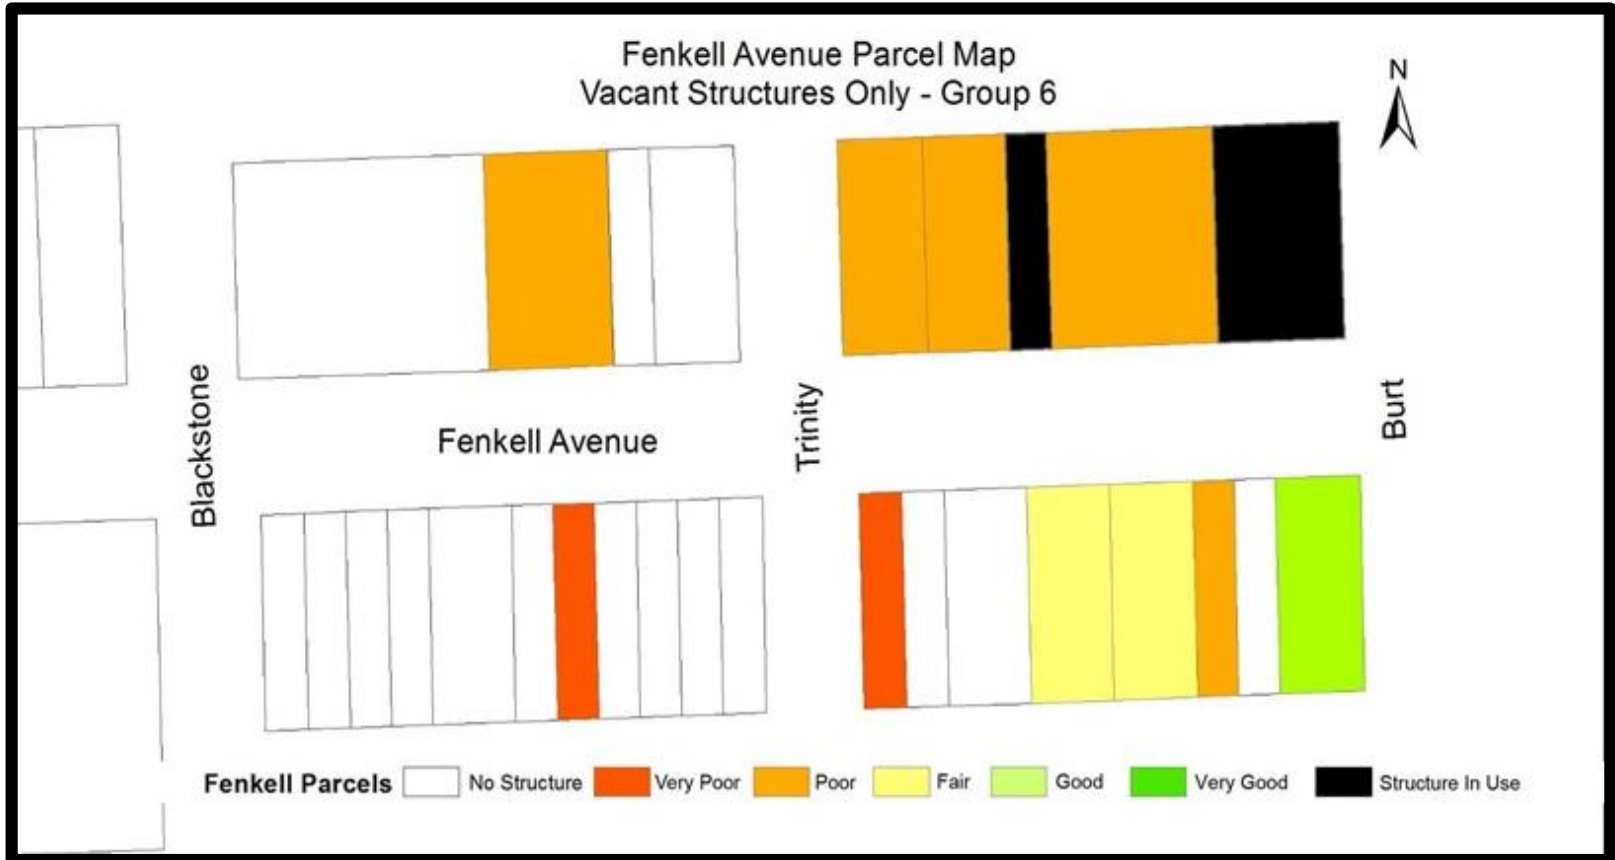 Fenkell Avenue Parcel Map
Vacant Structures Only - Group 6
N
Blackstone
Fenkell Avenue
Trinity
Burt
Fenkell Parcels No Structure Very Poor Poor Fair Good Very Good Structure In Use